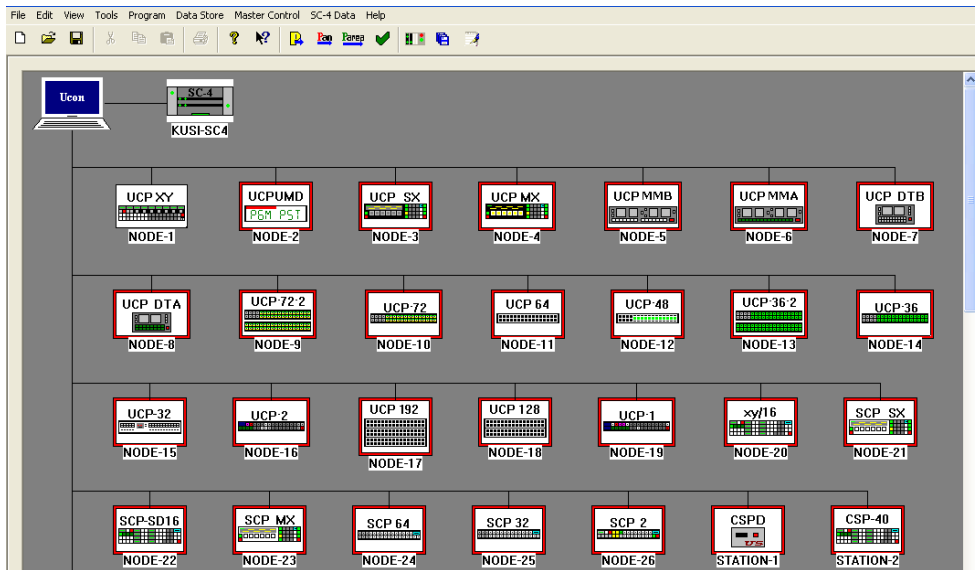 File Edit View Tools Program Data Store Master Control SC-4 Data Help
Pan Parep
Ucon
SC-4
KUSI-SC4
UCP XY UCPUMD UCP SX UCP MX UCP MMB UCP MMA UCP DTB
PGM PST
NODE-1 NODE-2 NODE-3 NODE-4 NODE-5 NODE-6 NODE-7
UCP DTA UCP-72-2 UCP-72 UCP 64 UCP-48 UCP-36-2 UCP-36
NODE-8 NODE-9 NODE-10 NODE-11 NODE-12 NODE-13 NODE-14
UCP-32 UCP-2 UCP 192 UCP 128 UCP-1 xy/16 SCP SX
NODE-15 NODE-16 NODE-17 NODE-18 NODE-19 NODE-20 NODE-21
SCP-SD16 SCP MX SCP 64 SCP 32 SCP 2 CSPD CSP-40
US
NODE-22 NODE-23 NODE-24 NODE-25 NODE-26 STATION-1 STATION-2